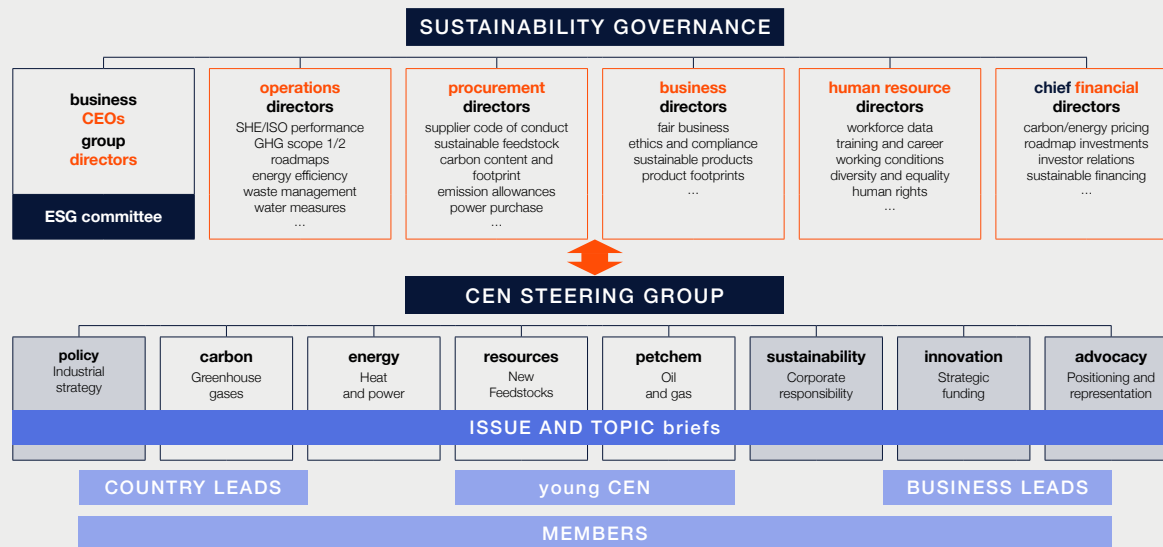 SUSTAINABILITY GOVERNANCE
business
CEOs
group
directors
ESG committee
operations
directors
SHE/ISO performance
GHG scope 1/2
roadmaps
energy efficiency
waste management
water measures
...
procurement
directors
supplier code of conduct
sustainable feedstock
carbon content and
footprint
emission allowances
power purchase
...
business
directors
fair business
ethics and compliance
sustainable products
product footprints
...
human resource
directors
workforce data
training and career
working conditions
diversity and equality
human rights
...
chief financial
directors
carbon/energy pricing
roadmap investments
investor relations
sustainable financing
...
CEN STEERING GROUP
policy
Industrial
strategy
carbon
Greenhouse
gases
energy
Heat
and power
resources
New
Feedstocks
petchem
Oil
and gas
sustainability
Corporate
responsibility
innovation
Strategic
funding
advocacy
Positioning and
representation
ISSUE AND TOPIC briefs
COUNTRY LEADS
young CEN
BUSINESS LEADS
MEMBERS